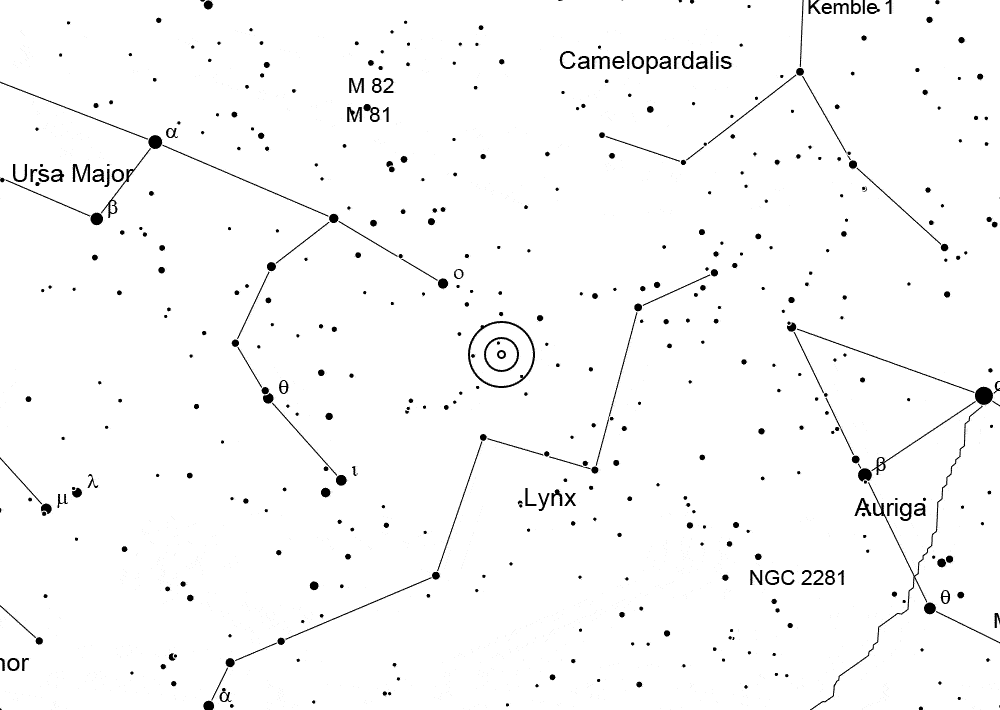 Kemble 1
Camelopardalis
M 82
M 81
α
Ursa Major
β
ο
θ
ι
λ
μ
Lynx
β
Auriga
NGC 2281
θ
α